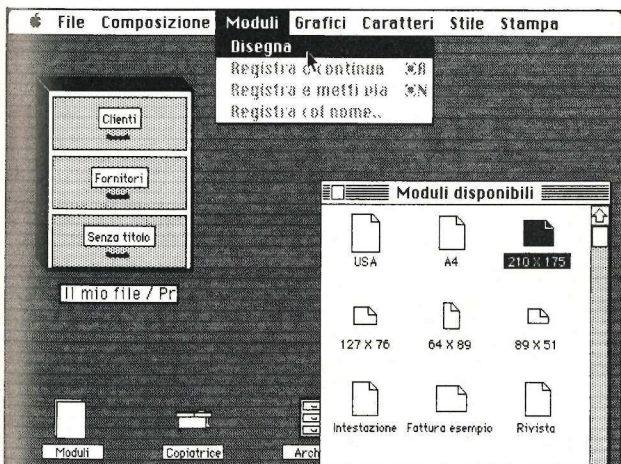 File Composizione Moduli Grafici Caratteri Stile Stampa
Disegna
Registra e continua ⌘R
Registra e metti via ⌘N
Registra col nome..
Clienti
Fornitori
Senza titolo
Il mio file / Pr
Moduli disponibili
USA A4 210 X 175
127 X 76 64 X 89 89 X 51
Intestazione Fattura esempio Rivista
Moduli Copiatrice Arch